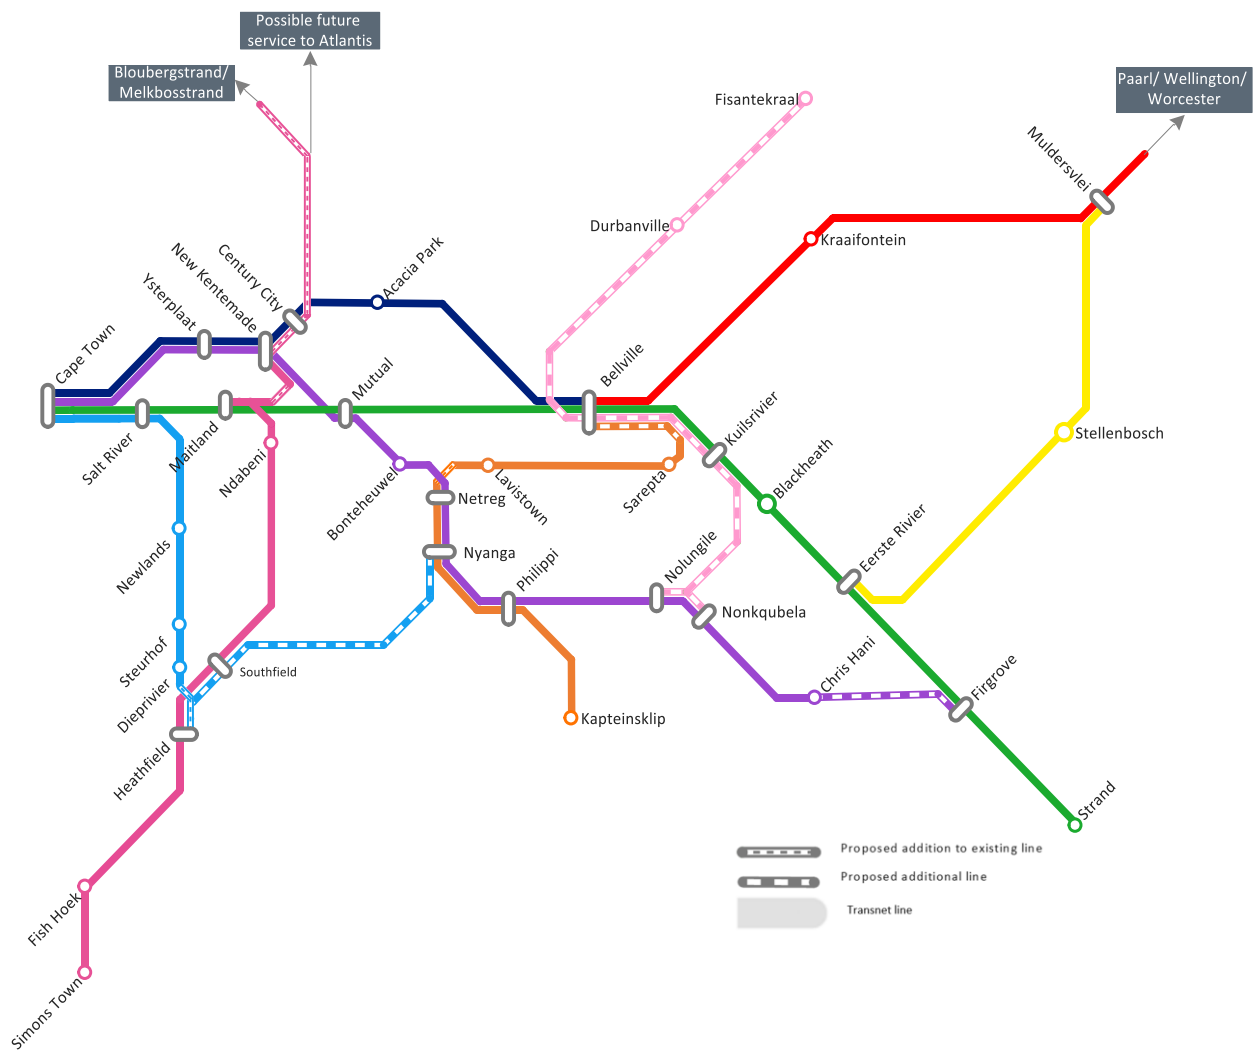 Possible future
service to Atlantis
Bloubergstrand/
Melkbosstrand
Paarl/ Wellington/
Worcester
Fisantekraal
Muldersvlei
Durbanville
Kraaifontein
Century City
New Kentemade
Ysterplaat
Acacia Park
Cape Town
Mutual
Bellville
Kuilsrivier
Stellenbosch
Salt River
Maitland
Ndabeni
Bonteheuwel
Lavistown
Sarepta
Blackheath
Netreg
Nyanga
Newlands
Philippi
Nolungile
Eerste Rivier
Nonkqubela
Steurhof
Southfield
Dieprivier
Chris Hani
Firgrove
Kapteinsklip
Heathfield
Strand
Fish Hoek
Simons Town
Proposed addition to existing line
Proposed additional line
Transnet line